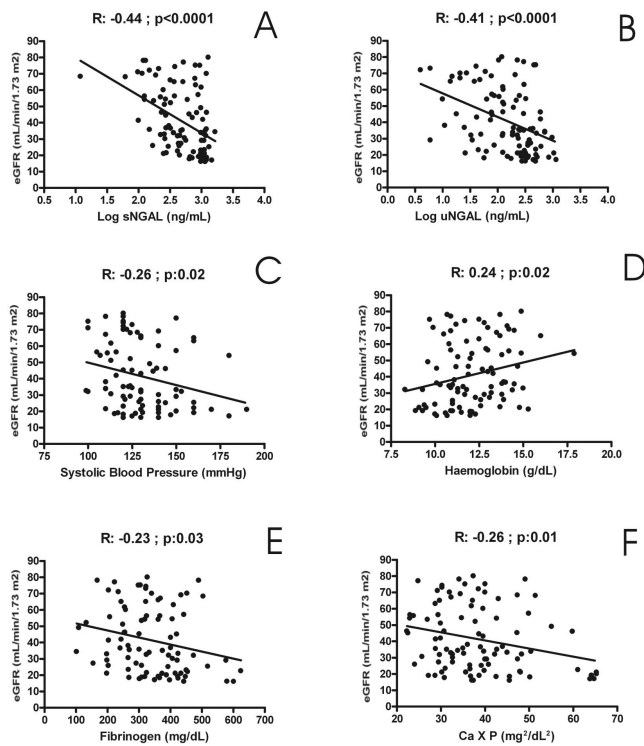 R: -0.44 ; p<0.0001
A
eGFR (mL/min/1.73 m2)
90
80
70
60
50
40
30
20
10
0
0.5 1.0 1.5 2.0 2.5 3.0 3.5 4.0
Log sNGAL (ng/mL)
R: -0.41 ; p<0.0001
B
eGFR (mL/min/1.73 m2)
90
80
70
60
50
40
30
20
10
0
0.0 0.5 1.0 1.5 2.0 2.5 3.0 3.5 4.0
Log uNGAL (ng/mL)
R: -0.26 ; p:0.02
C
eGFR (mL/min/1.73 m2)
90
80
70
60
50
40
30
20
10
0
75 100 125 150 175 200
Systolic Blood Pressure (mmHg)
R: 0.24 ; p:0.02
D
eGFR (mL/min/1.73 m2)
90
80
70
60
50
40
30
20
10
0
7.5 10.0 12.5 15.0 17.5 20.0
Haemoglobin (g/dL)
R: -0.23 ; p:0.03
E
eGFR (mL/min/1.73 m2)
90
80
70
60
50
40
30
20
10
0
0 100 200 300 400 500 600 700
Fibrinogen (mg/dL)
R: -0.26 ; p:0.01
F
eGFR (mL/min/1.73 m2)
90
80
70
60
50
40
30
20
10
0
20 30 40 50 60 70
Ca X P (mg²/dL²)